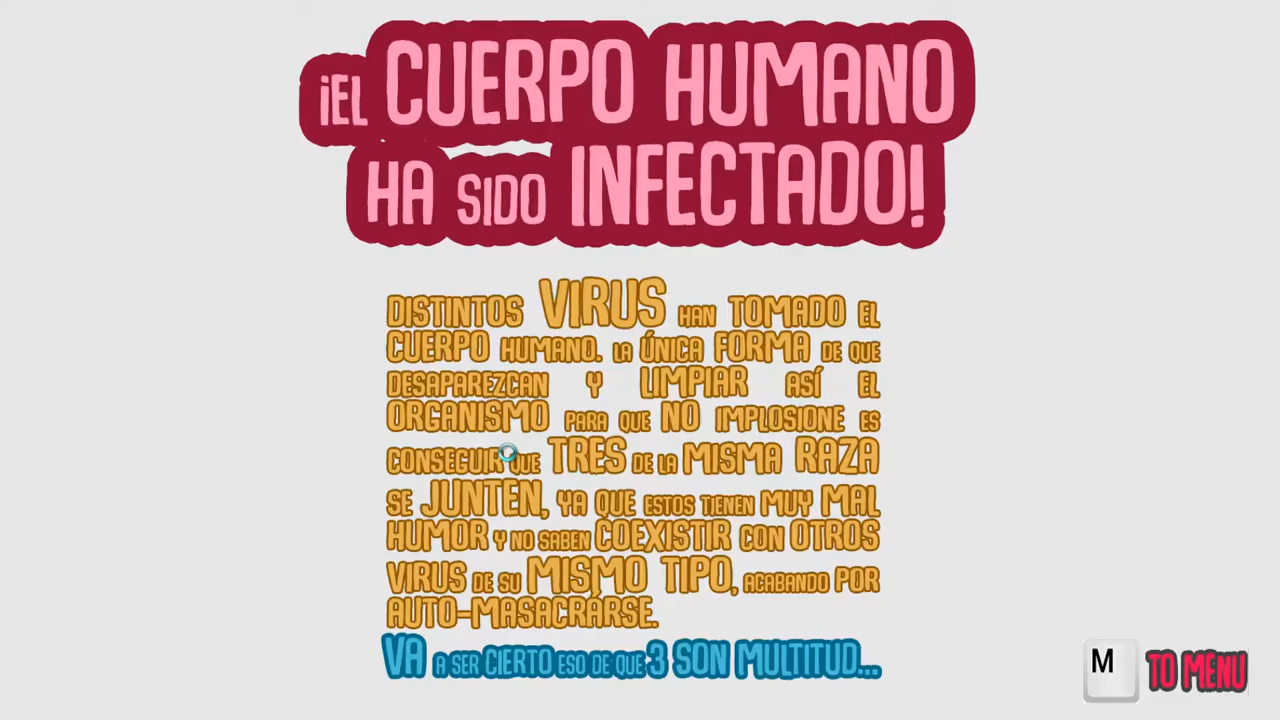 ¡EL CUERPO HUMANO
HA SIDO INFECTADO!
DISTINTOS VIRUS HAN TOMADO EL
CUERPO HUMANO. LA ÚNICA FORMA DE QUE
DESAPAREZCAN Y LIMPIAR ASÍ EL
ORGANISMO PARA QUE NO IMPLOSIONE ES
CONSEGUIR QUE TRES DE LA MISMA RAZA
SE JUNTEN, YA QUE ESTOS TIENEN MUY MAL
HUMOR Y NO SABEN COEXISTIR CON OTROS
VIRUS DE SU MISMO TIPO, ACABANDO POR
AUTO-MASACRÁRSE.
VA A SER CIERTO ESO DE QUE 3 SON MULTITUD...
M TO MENU